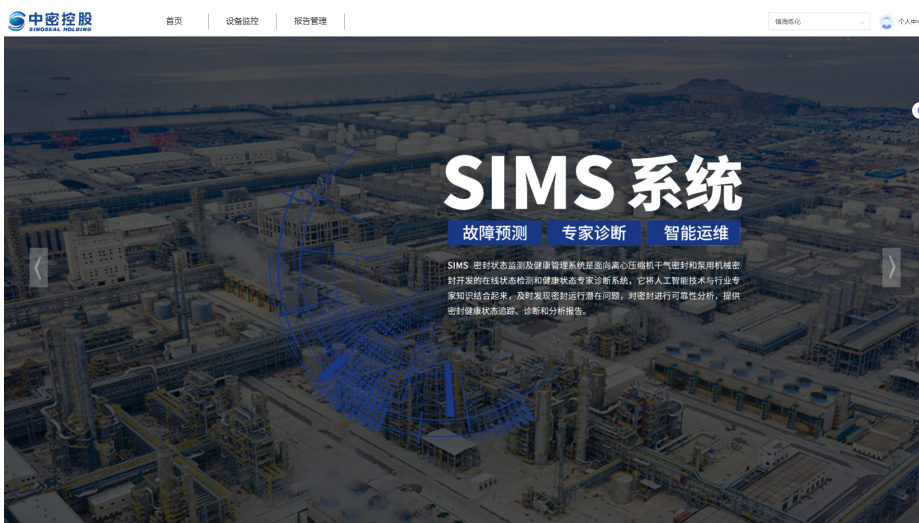 中密控股
SINOSEAL HOLDING
首页
设备监控
报告管理
镇海炼化
个人中
SIMS 系统
故障预测
专家诊断
智能运维
SIMS 密封状态监测及健康管理系统是面向离心压缩机干气密封和泵用机械密
封开发的在线状态检测和健康状态专家诊断系统，它将人工智能技术与行业专
家知识结合起来，及时发现密封运行潜在问题，对密封进行可靠性分析，提供
密封健康状态追踪、诊断和分析报告。